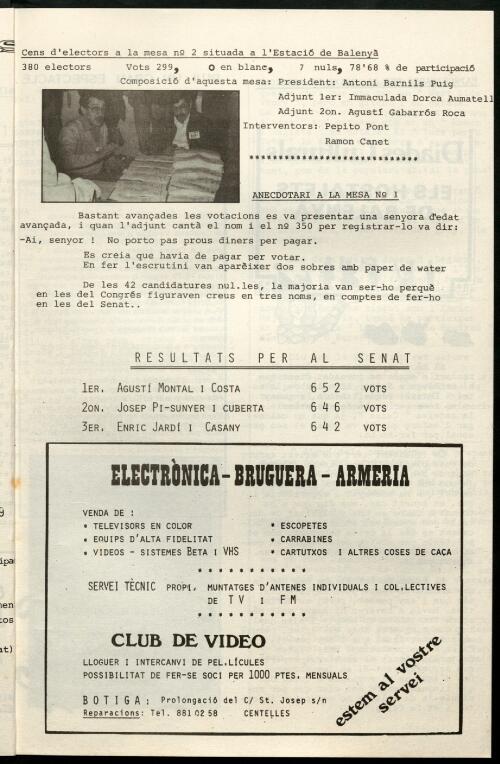 Cens d'electors a la mesa nº 2 situada a l'Estació de Balenyà
380 electors Vots 299, 0 en blanc, 7 nuls, 78'68 % de participació
Composició d'aquesta mesa: President: Antoni Barnils Puig
Adjunt 1er: Immaculada Dorca Aumatell
Adjunt 2on. Agustí Gabarrós Roca
Interventors: Pepito Pont
Ramon Canet
****************************
ANECDOTARI A LA MESA Nº I
Bastant avançades les votacions es va presentar una senyora d'edat
avançada, i quan l'adjunt cantà el nom i el nº 350 per registrar-lo va dir:
-Ai, senyor ! No porto pas prous diners per pagar.
Es creia que havia de pagar per votar.
En fer l'escrutini van aparèixer dos sobres amb paper de water
De les 42 candidatures nul.les, la majoria van ser-ho perquè
en les del Congrés figuraven creus en tres noms, en comptes de fer-ho
en les del Senat..
RESULTATS PER AL SENAT
1ER. AGUSTÍ MONTAL I COSTA 652 VOTS
2ON. JOSEP PI-SUNYER I CUBERTA 646 VOTS
3ER. ENRIC JARDÍ I CASANY 642 VOTS
ELECTRÒNICA-BRUGUERA-ARMERIA
VENDA DE :
• TELEVISORS EN COLOR
• EQUIPS D'ALTA FIDELITAT
• VIDEOS - SISTEMES BETA I VHS
* ESCOPETES
• CARRABINES
* CARTUTXOS I ALTRES COSES DE CAÇA
* * * * * * * * * * *
SERVEI TÈCNIC PROPI, MUNTATGES D'ANTENES INDIVIDUALS I COL.LECTIVES
DE TV I FM
* * * * * * * * * * *
CLUB DE VIDEO
LLOGUER I INTERCANVI DE PEL.LÍCULES
POSSIBILITAT DE FER-SE SOCI PER 1000 PTES. MENSUALS
BOTIGA: Prolongació del C/ St. Josep s/n
Reparacions: Tel. 881 02 58 CENTELLES
estem al vostre
servei